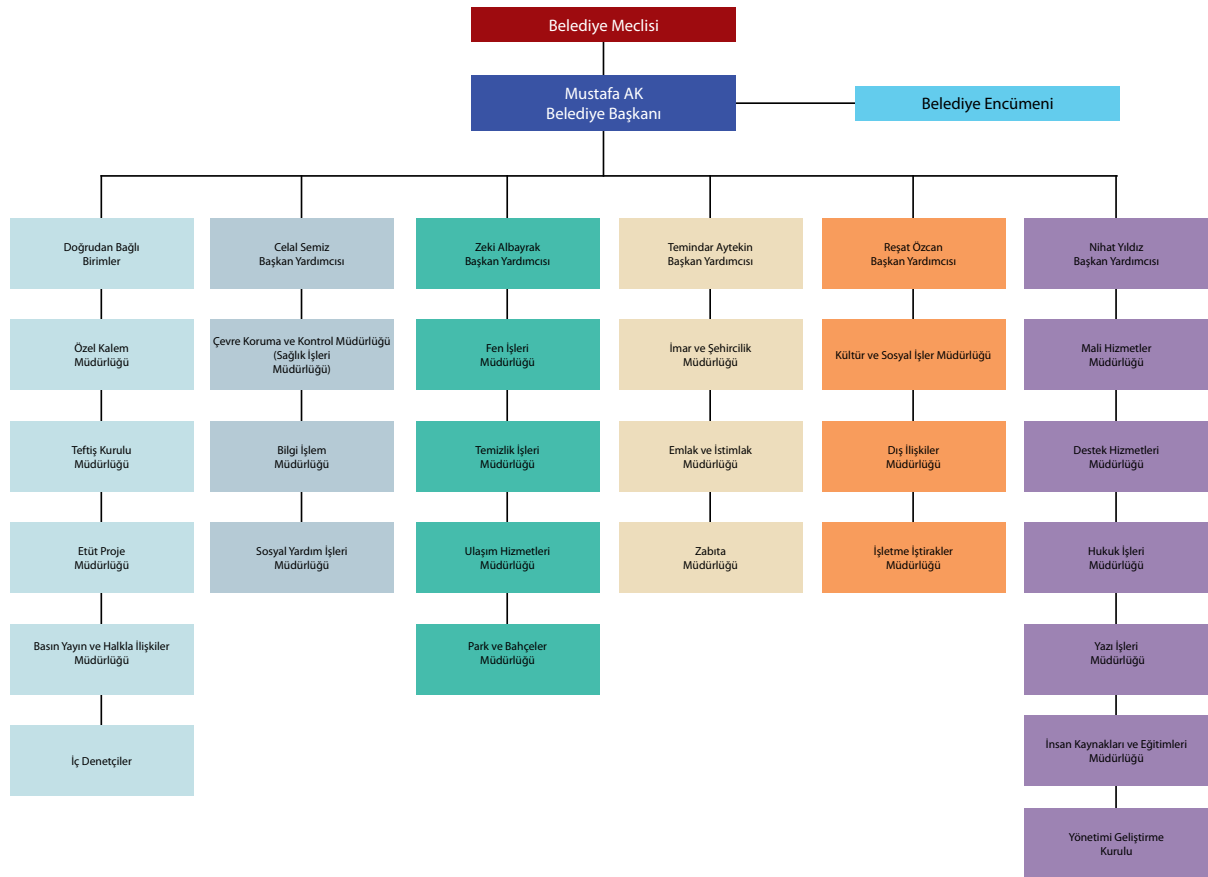 Belediye Meclisi
Mustafa AK
Belediye Başkanı
Belediye Encümeni
Doğrudan Bağlı
Birimler
Özel Kalem
Müdürlüğü
Teftiş Kurulu
Müdürlüğü
Etüt Proje
Müdürlüğü
Basın Yayın ve Halkla İlişkiler
Müdürlüğü
İç Denetçiler
Celal Semiz
Başkan Yardımcısı
Çevre Koruma ve Kontrol Müdürlüğü
(Sağlık İşleri
Müdürlüğü)
Bilgi İşlem
Müdürlüğü
Sosyal Yardım İşleri
Müdürlüğü
Zeki Albayrak
Başkan Yardımcısı
Fen İşleri
Müdürlüğü
Temizlik İşleri
Müdürlüğü
Ulaşım Hizmetleri
Müdürlüğü
Park ve Bahçeler
Müdürlüğü
Temindar Aytekin
Başkan Yardımcısı
İmar ve Şehircilik
Müdürlüğü
Emlak ve İstimlak
Müdürlüğü
Zabıta
Müdürlüğü
Reşat Özcan
Başkan Yardımcısı
Kültür ve Sosyal İşler Müdürlüğü
Dış İlişkiler
Müdürlüğü
İşletme İştirakler
Müdürlüğü
Nihat Yıldız
Başkan Yardımcısı
Mali Hizmetler
Müdürlüğü
Destek Hizmetleri
Müdürlüğü
Hukuk İşleri
Müdürlüğü
Yazı İşleri
Müdürlüğü
İnsan Kaynakları ve Eğitimleri
Müdürlüğü
Yönetimi Geliştirme
Kurulu